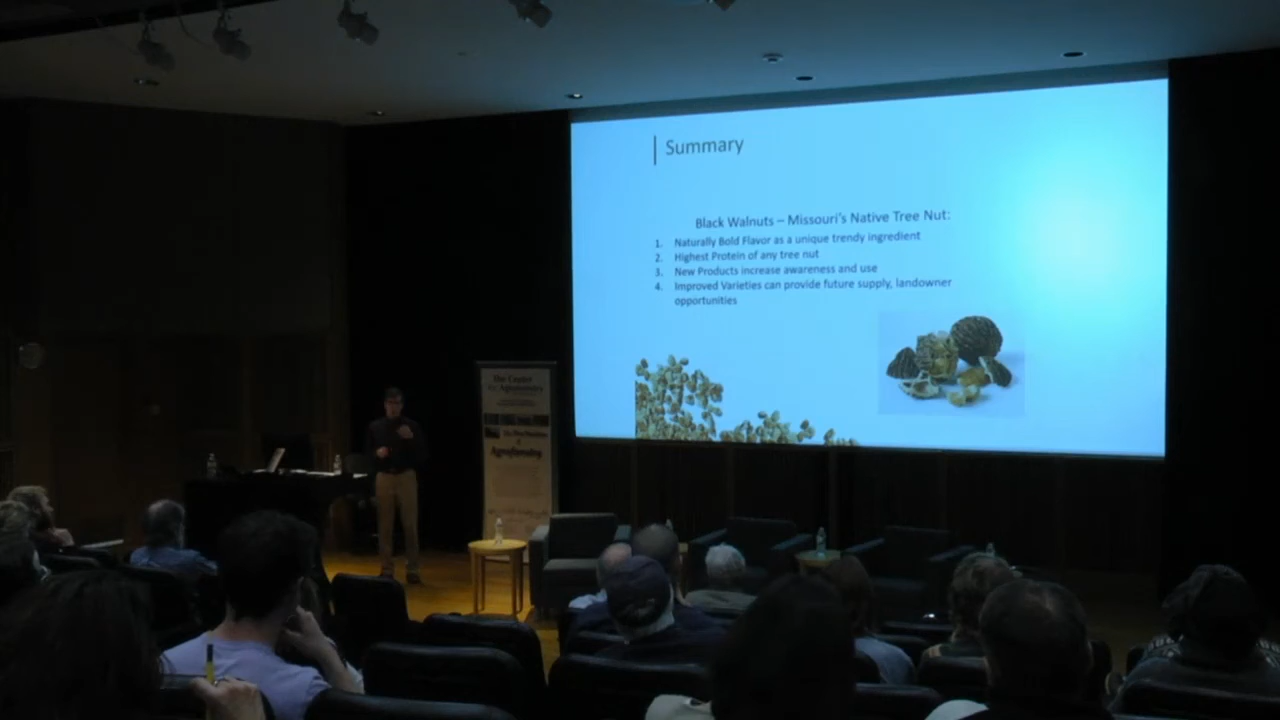 Summary
Black Walnuts – Missouri's Native Tree Nut:
1. Naturally Bold Flavor as a unique trendy ingredient
2. Highest Protein of any tree nut
3. New Products increase awareness and use
4. Improved Varieties can provide future supply, landowner
opportunities
The Center
for Agroforestry
Agroforestry